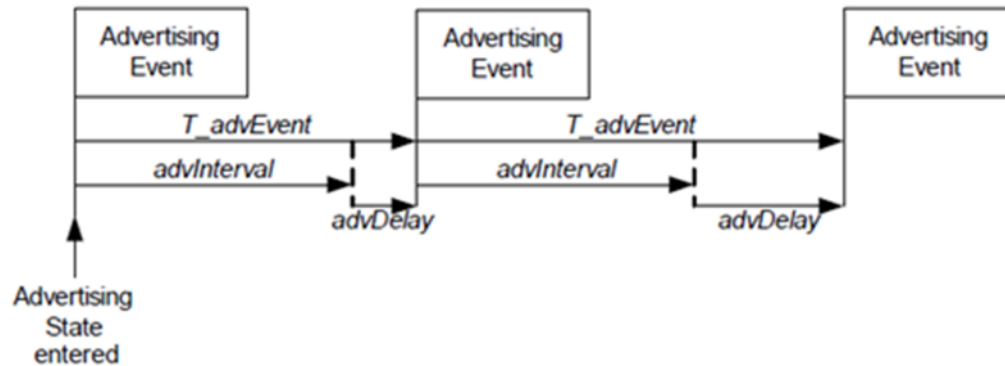 Advertising
Event
Advertising
Event
Advertising
Event
T_advEvent
T_advEvent
advInterval
advInterval
advDelay
advDelay
Advertising
State
entered